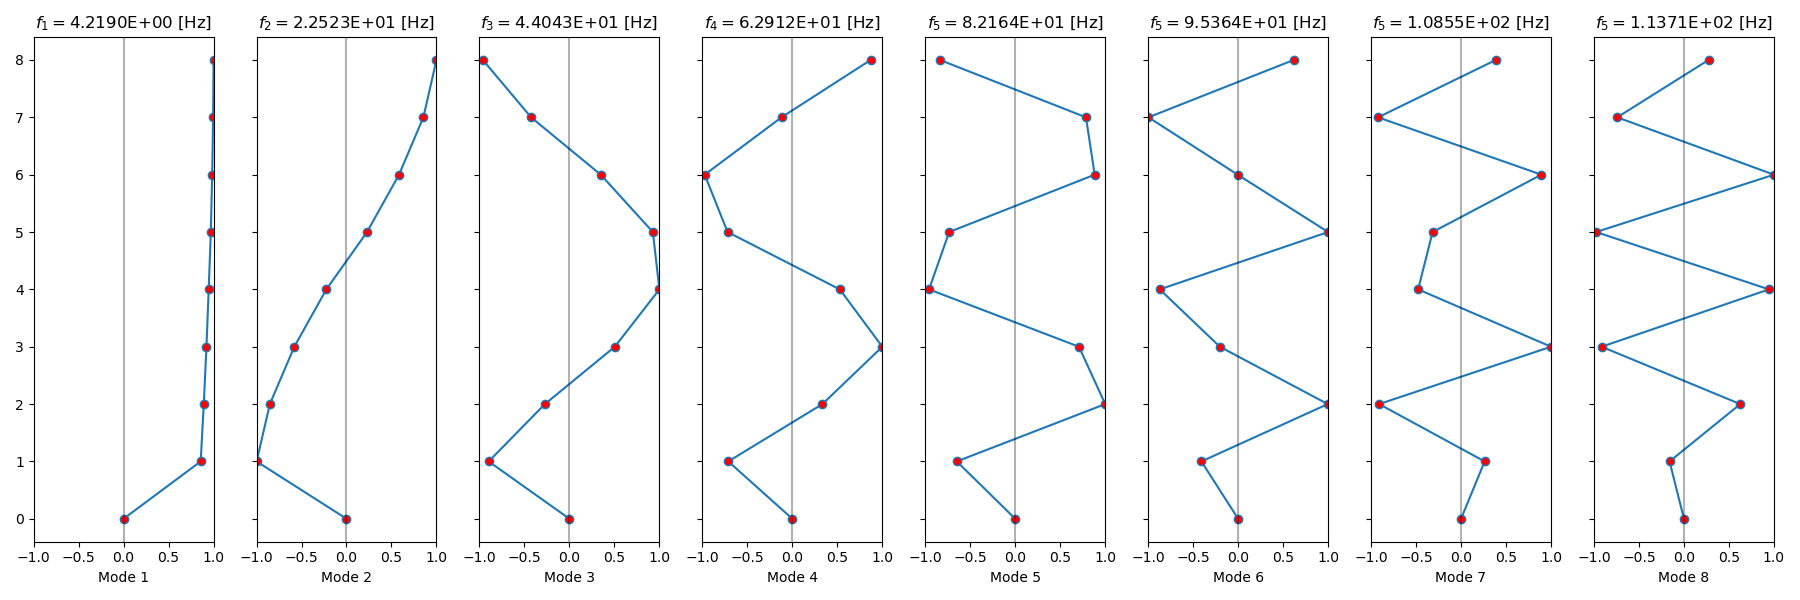 f₁ = 4.2190E+00 [Hz]
f₂ = 2.2523E+01 [Hz]
f₃ = 4.4043E+01 [Hz]
f₄ = 6.2912E+01 [Hz]
f₅ = 8.2164E+01 [Hz]
f₅ = 9.5364E+01 [Hz]
f₅ = 1.0855E+02 [Hz]
f₅ = 1.1371E+02 [Hz]
8
7
6
5
4
3
2
1
0
−1.0 −0.5 0.0 0.5 1.0
−1.0 −0.5 0.0 0.5 1.0
−1.0 −0.5 0.0 0.5 1.0
−1.0 −0.5 0.0 0.5 1.0
−1.0 −0.5 0.0 0.5 1.0
−1.0 −0.5 0.0 0.5 1.0
−1.0 −0.5 0.0 0.5 1.0
−1.0 −0.5 0.0 0.5 1.0
Mode 1
Mode 2
Mode 3
Mode 4
Mode 5
Mode 6
Mode 7
Mode 8